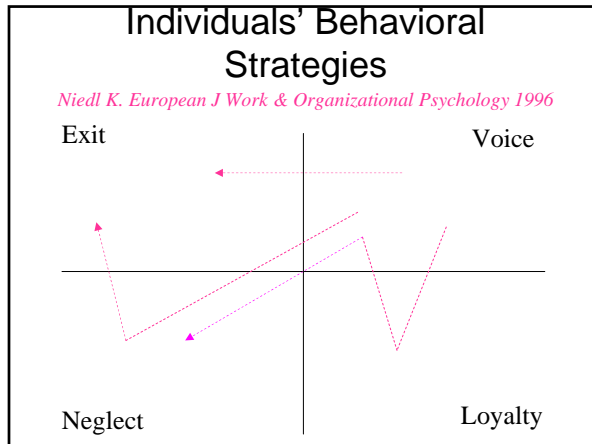 Individuals' Behavioral
Strategies
Niedl K. European J Work & Organizational Psychology 1996
Exit
Voice
Neglect
Loyalty